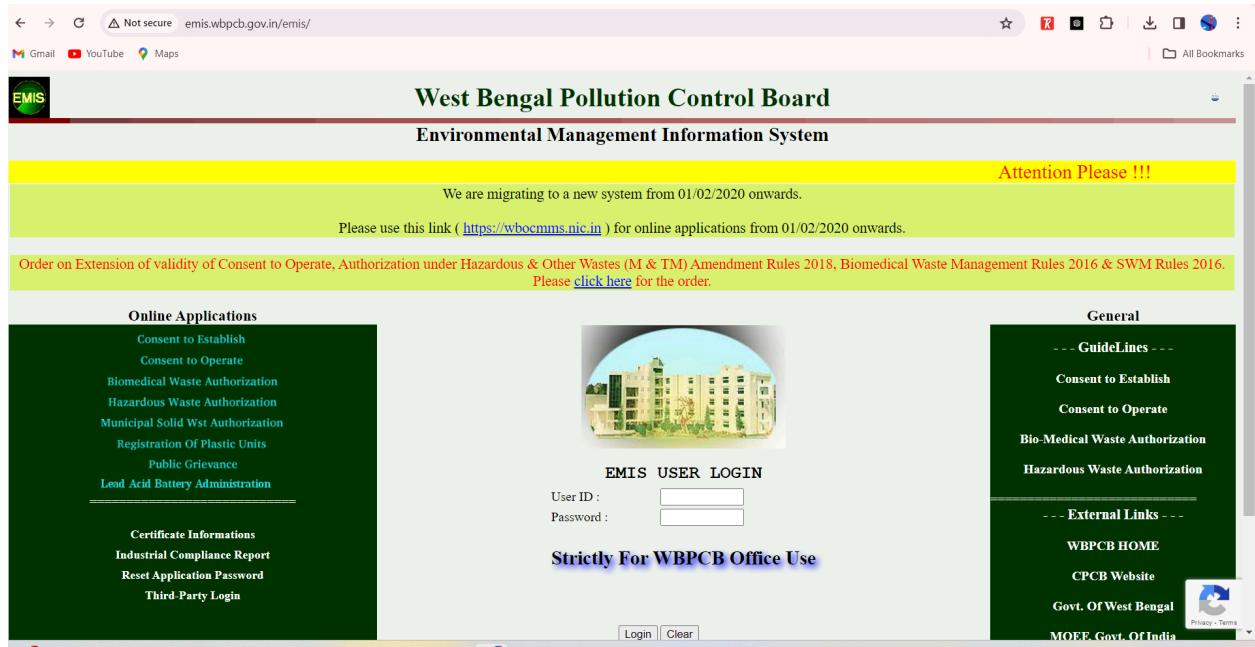 Not secure
emis.wbpcb.gov.in/emis/
Gmail
YouTube
Maps
All Bookmarks
EMIS
West Bengal Pollution Control Board
Environmental Management Information System
Attention Please !!!
We are migrating to a new system from 01/02/2020 onwards.
Please use this link ( https://wbocmms.nic.in ) for online applications from 01/02/2020 onwards.
Order on Extension of validity of Consent to Operate, Authorization under Hazardous & Other Wastes (M & TM) Amendment Rules 2018, Biomedical Waste Management Rules 2016 & SWM Rules 2016.
Please click here for the order.
Online Applications
Consent to Establish
Consent to Operate
Biomedical Waste Authorization
Hazardous Waste Authorization
Municipal Solid Wst Authorization
Registration Of Plastic Units
Public Grievance
Lead Acid Battery Administration
==============================
Certificate Informations
Industrial Compliance Report
Reset Application Password
Third-Party Login
EMIS USER LOGIN
User ID :
Password :
Strictly For WBPCB Office Use
Login
Clear
General
- - - GuideLines - - -
Consent to Establish
Consent to Operate
Bio-Medical Waste Authorization
Hazardous Waste Authorization
==============================
- - - External Links - - -
WBPCB HOME
CPCB Website
Govt. Of West Bengal
MOEF, Govt. Of India
Privacy - Terms